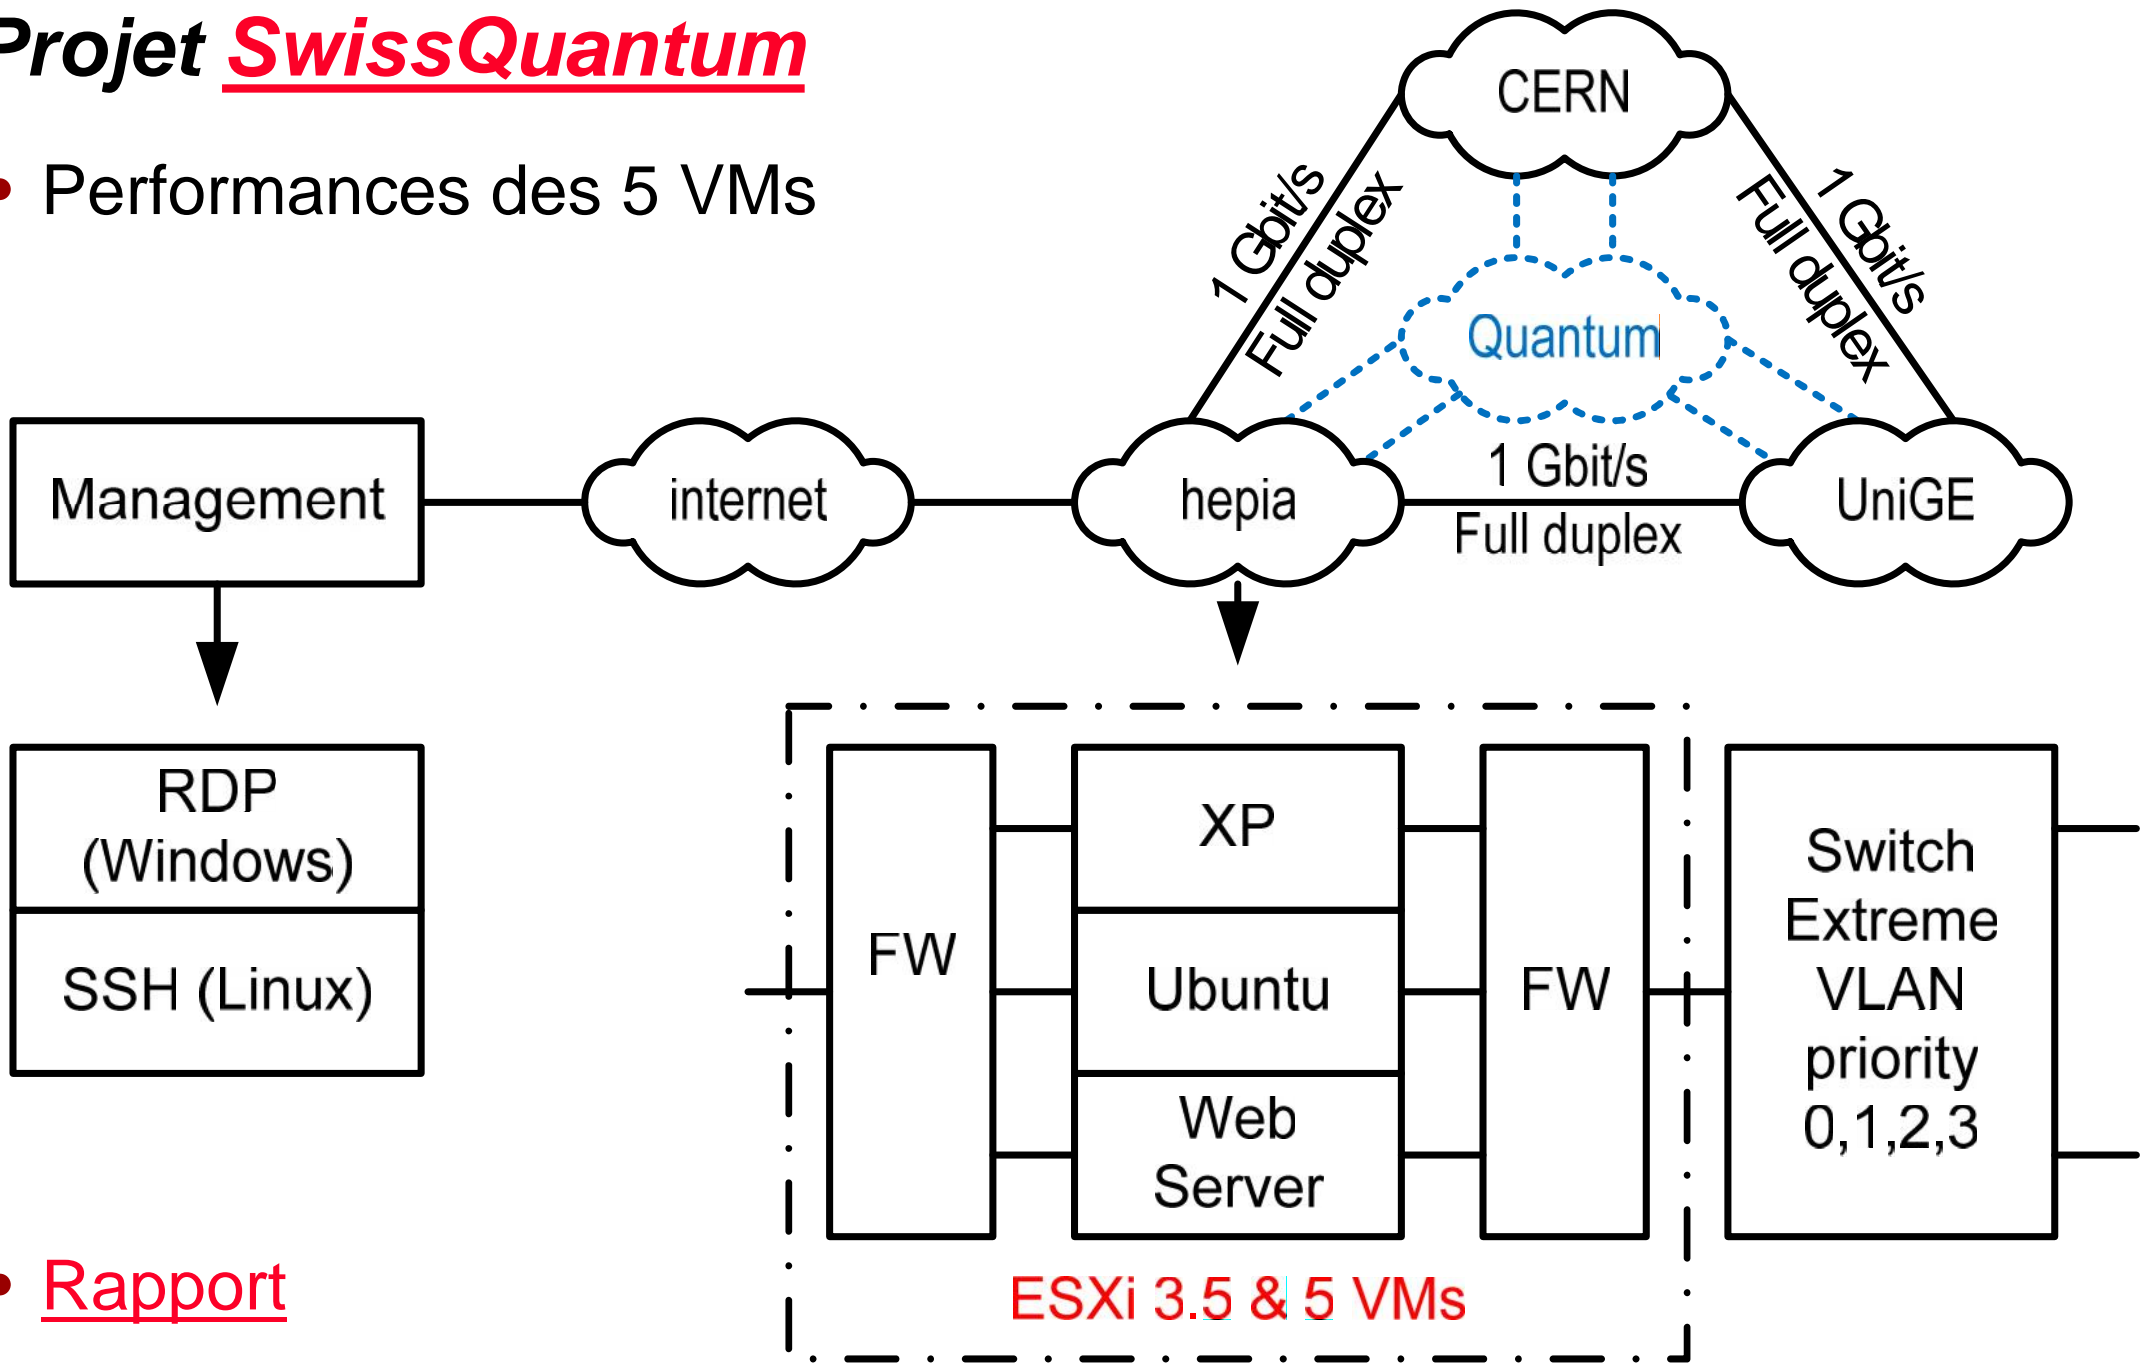 Projet SwissQuantum
• Performances des 5 VMs
CERN
1 Gbit/s
Full duplex
1 Gbit/s
Full duplex
Quantum
Management
internet
hepia
1 Gbit/s
Full duplex
UniGE
RDP
(Windows)
SSH (Linux)
FW
XP
Ubuntu
Web
Server
FW
Switch
Extreme
VLAN
priority
0,1,2,3
ESXi 3.5 & 5 VMs
• Rapport